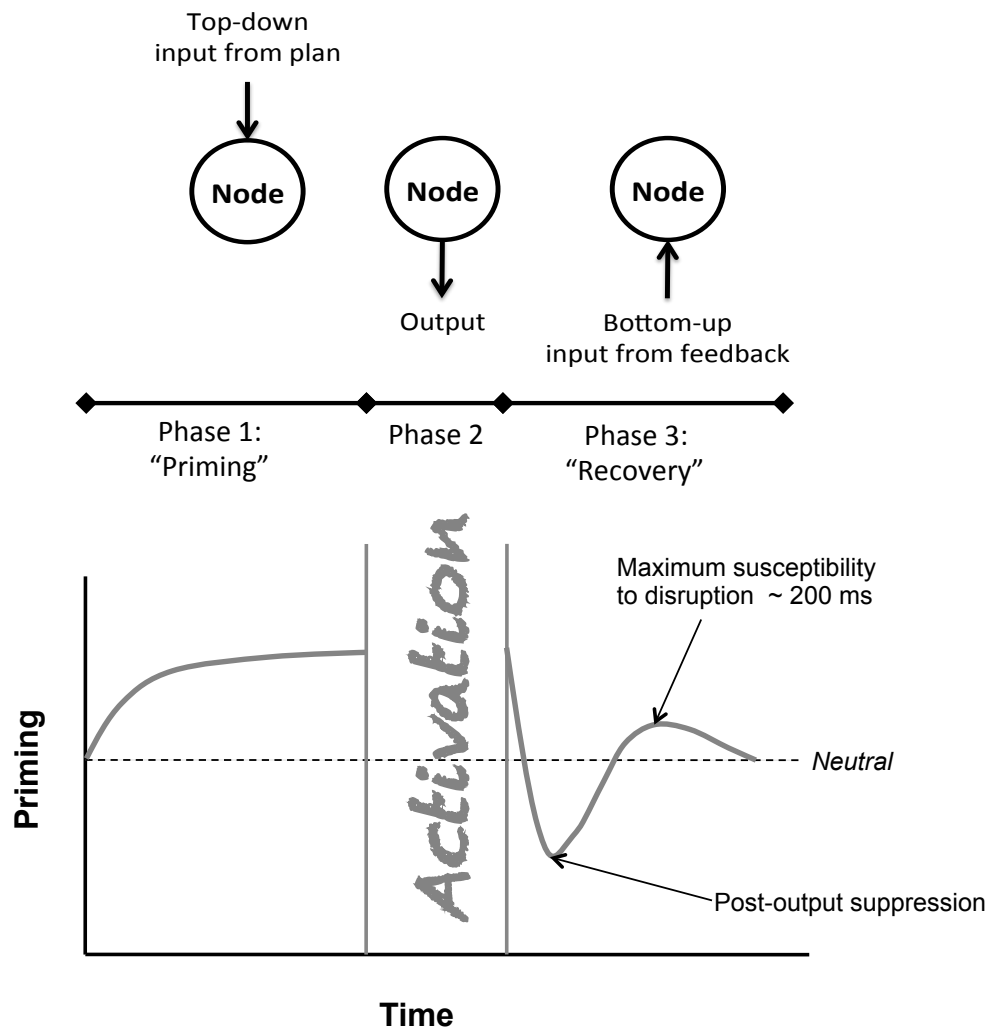 Top-down
input from plan
Node
Node
Node
Output
Bottom-up
input from feedback
Phase 1:
“Priming”
Phase 2
Phase 3:
“Recovery”
Activation
Maximum susceptibility
to disruption ~ 200 ms
Neutral
Post-output suppression
Priming
Time